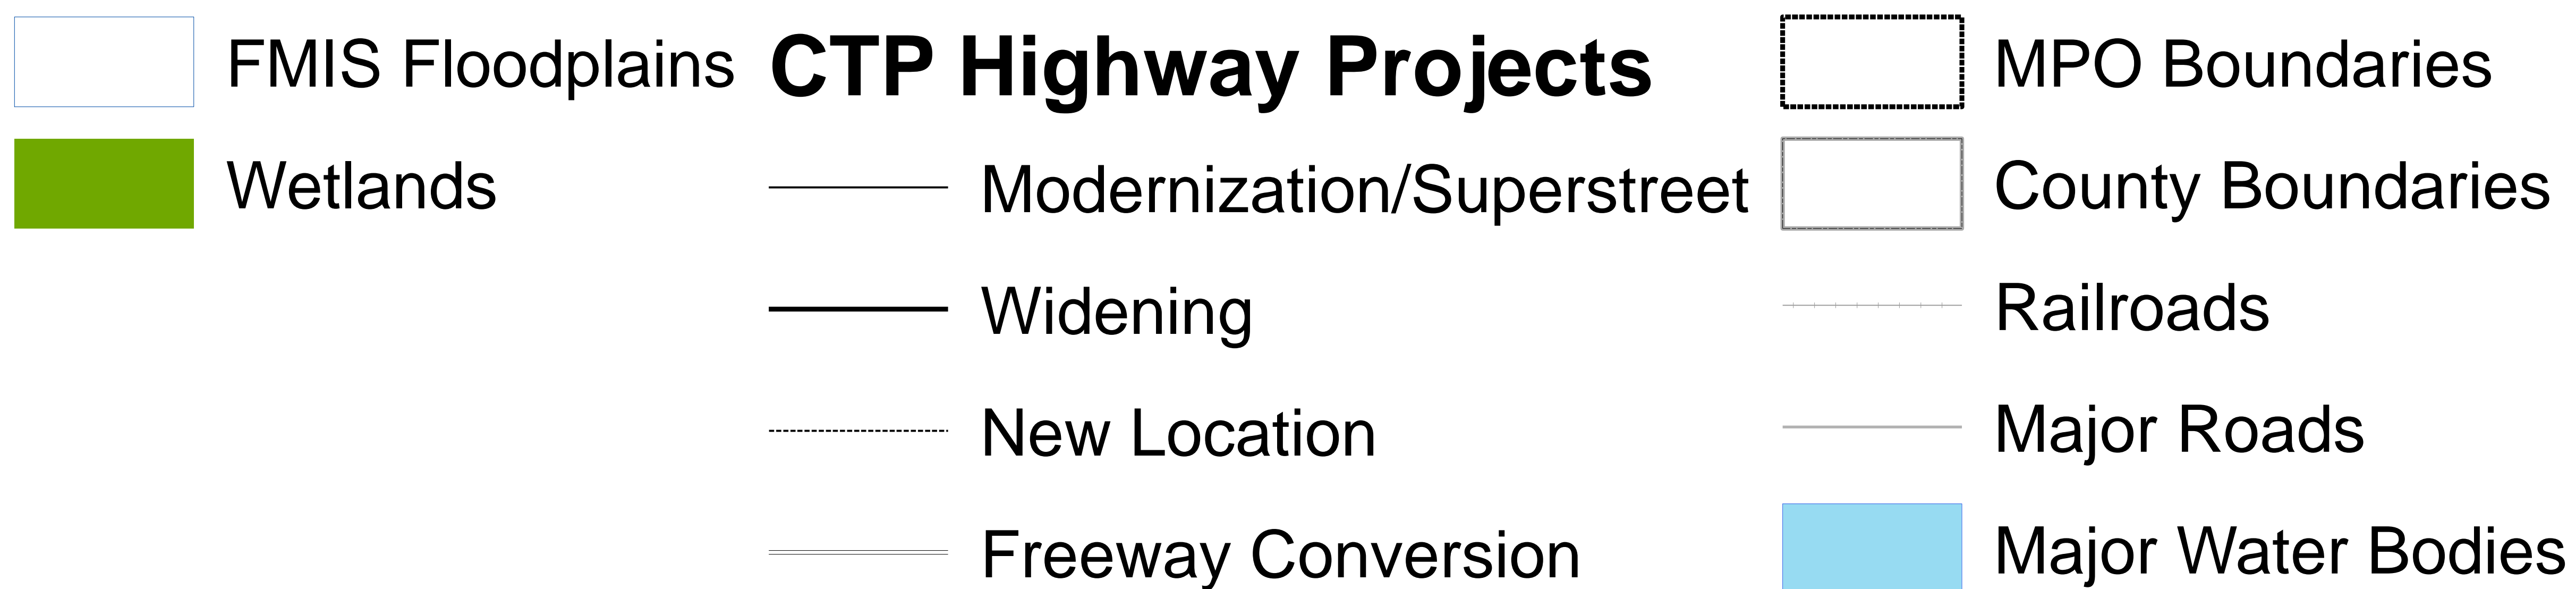 FMIS Floodplains
Wetlands
CTP Highway Projects
Modernization/Superstreet
Widening
New Location
Freeway Conversion
MPO Boundaries
County Boundaries
Railroads
Major Roads
Major Water Bodies